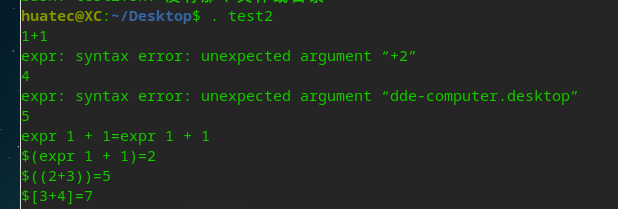 huatec@XC:~/Desktop$ . test2
1+1
expr: syntax error: unexpected argument “+2”
4
expr: syntax error: unexpected argument “dde-computer.desktop”
5
expr 1 + 1=expr 1 + 1
$(expr 1 + 1)=2
$((2+3))=5
$[3+4]=7